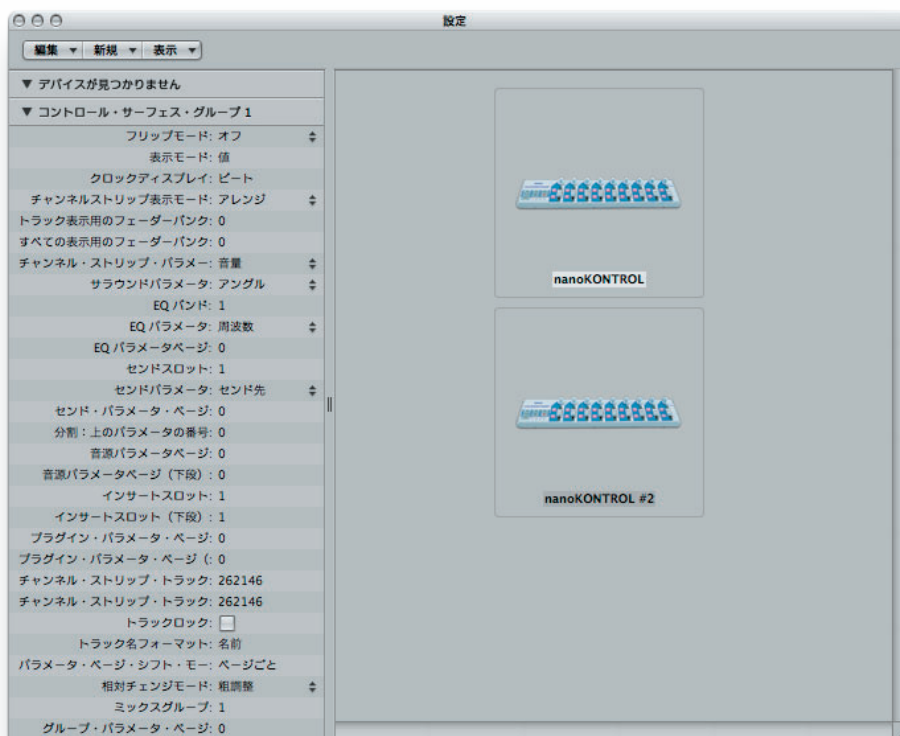 設定
編集 新規 表示
デバイスが見つかりません
コントロール・サーフェス・グループ 1
フリップモード: オフ
表示モード: 値
クロックディスプレイ: ビート
チャンネルストリップ表示モード: アレンジ
トラック表示用のフェーダーバンク: 0
すべての表示用のフェーダーバンク: 0
チャンネル・ストリップ・パラメー: 音量
サラウンドパラメータ: アングル
EQ バンド: 1
EQ パラメータ: 周波数
EQ パラメータページ: 0
センドスロット: 1
センドパラメータ: センド先
センド・パラメータ・ページ: 0
分割：上のパラメータの番号: 0
音源パラメータページ: 0
音源パラメータページ（下段）: 0
インサートスロット: 1
インサートスロット（下段）: 1
プラグイン・パラメータ・ページ: 0
プラグイン・パラメータ・ページ（: 0
チャンネル・ストリップ・トラック: 262146
チャンネル・ストリップ・トラック: 262146
トラックロック:
トラック名フォーマット: 名前
パラメータ・ページ・シフト・モー: ページごと
相対チェンジモード: 粗調整
ミックスグループ: 1
グループ・パラメータ・ページ: 0
nanoKONTROL
nanoKONTROL #2